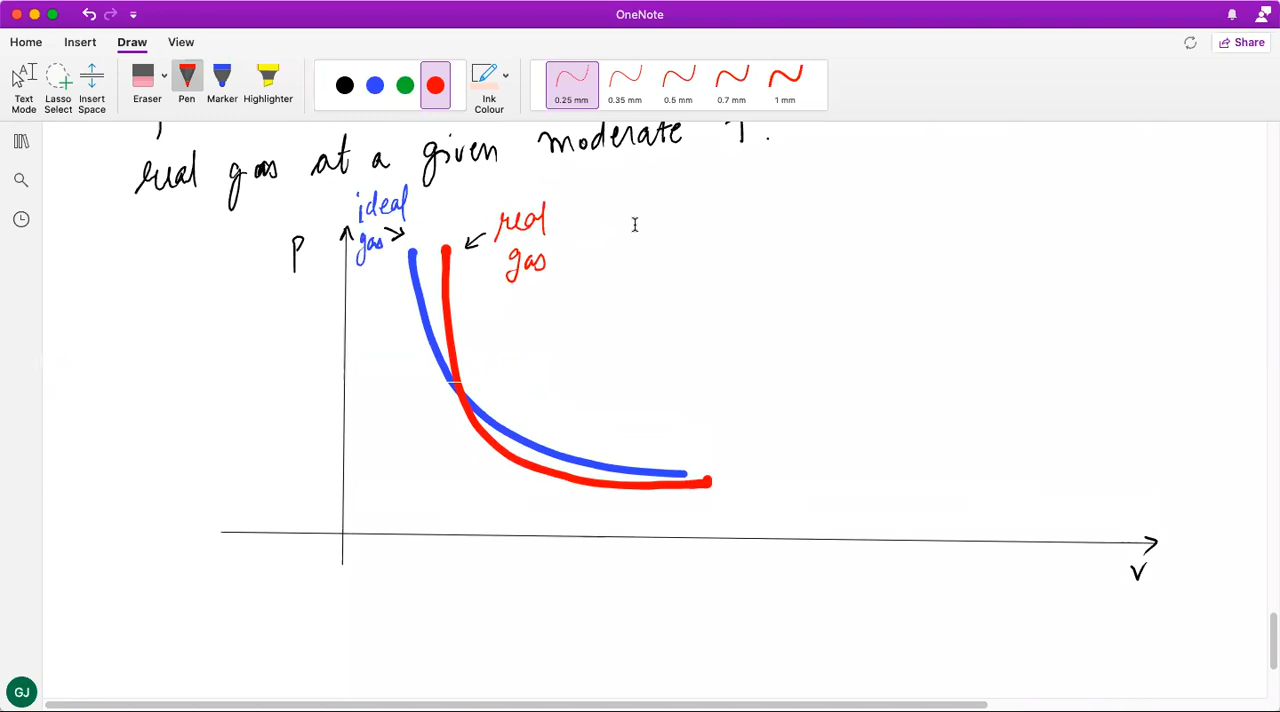 OneNote
Home Insert Draw View
Share
Text Mode
Lasso Select
Insert Space
Eraser
Pen
Marker
Highlighter
Ink Colour
0.25 mm
0.35 mm
0.5 mm
0.7 mm
1 mm
real gas at a given moderate T.
ideal gas
real gas
P
V
GJ